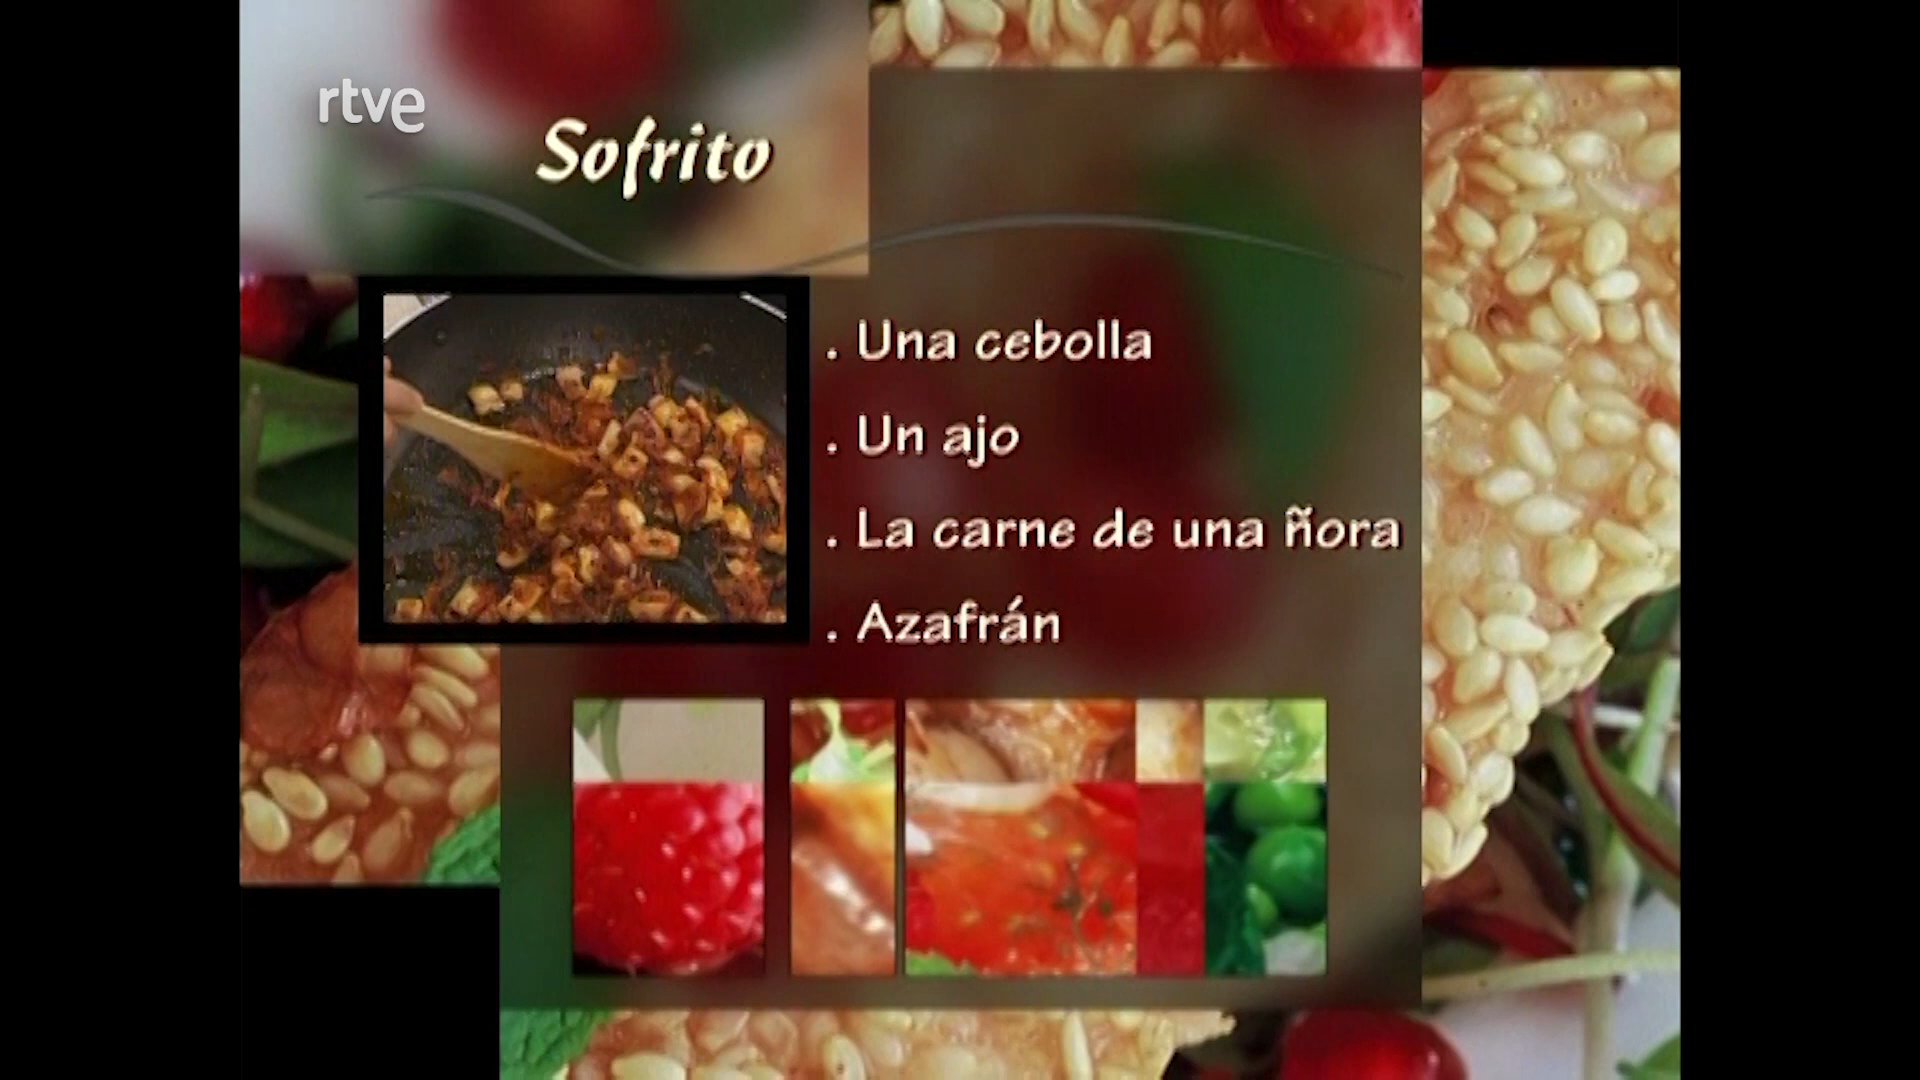 rtve
Sofrito
. Una cebolla
. Un ajo
. La carne de una ñora
. Azafrán